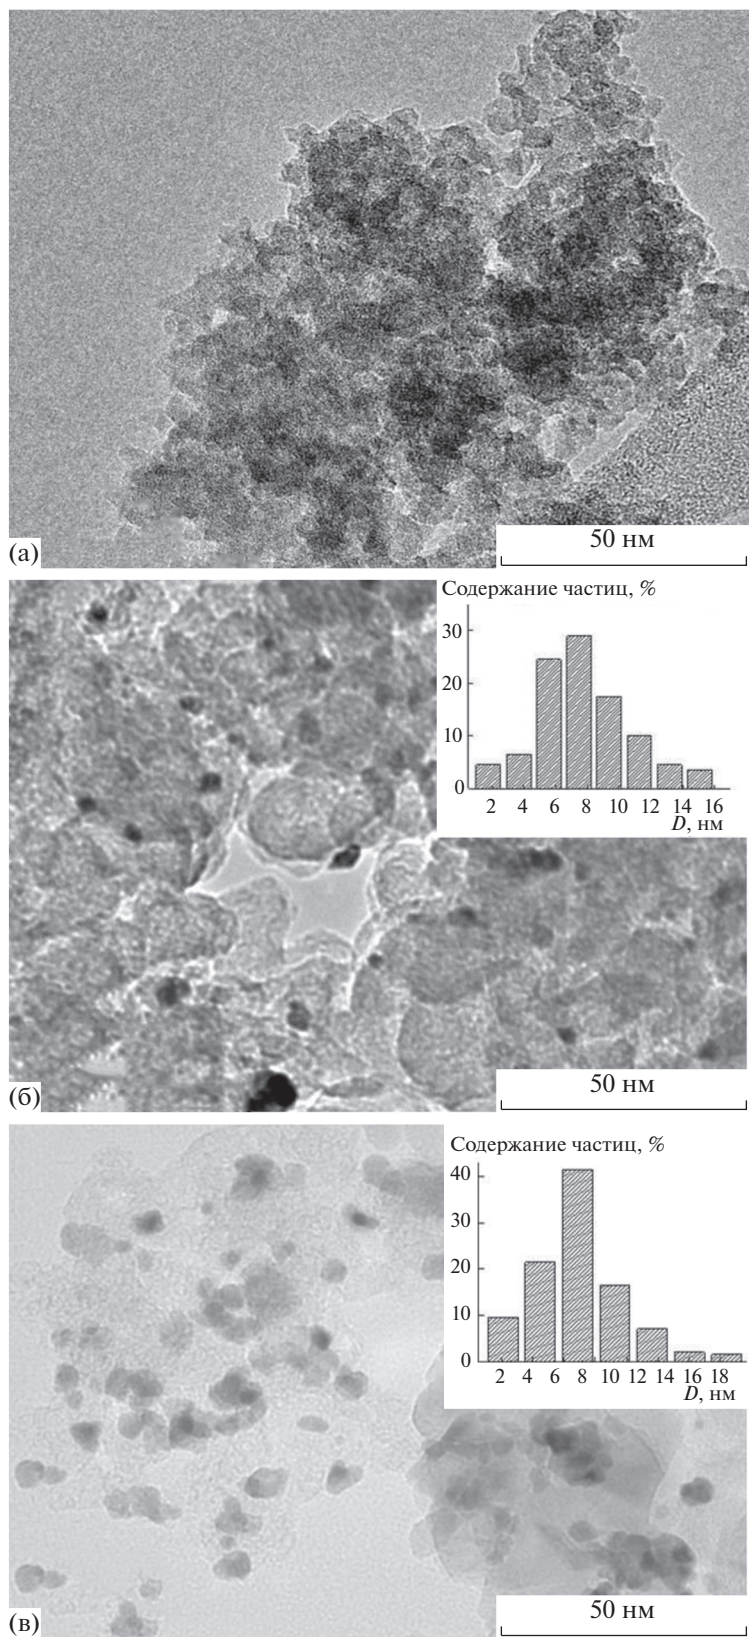 50 нм
(а)
Содержание частиц, %
30
20
10
0
2 4 6 8 10 12 14 16
D, нм
50 нм
(б)
Содержание частиц, %
40
30
20
10
0
2 4 6 8 10 12 14 16 18
D, нм
50 нм
(в)